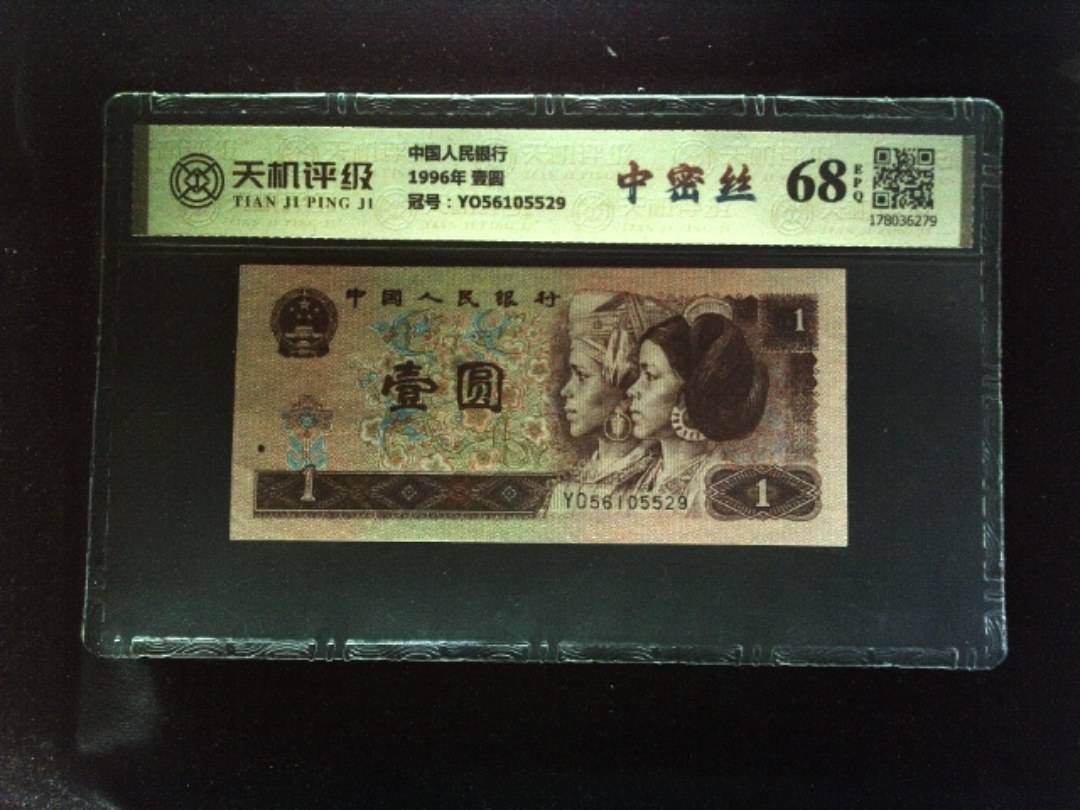 天机评级
TIAN JI PING JI
中国人民银行
1996年 壹圆
冠号：YO56105529
中密丝
68
EPQ
178036279
中国人民银行
1
壹圆
1
YO56105529
1